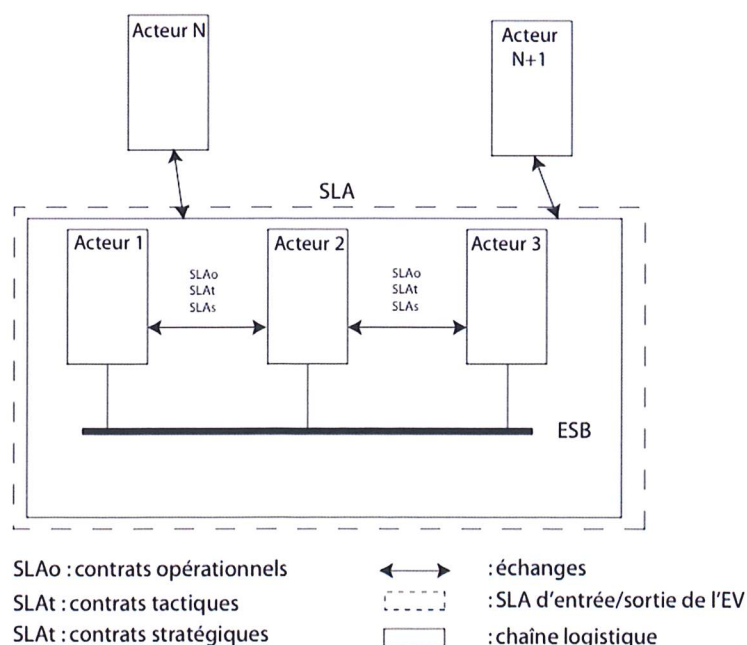 Acteur N
Acteur
N+1
SLA
Acteur 1
Acteur 2
Acteur 3
SLAo
SLAt
SLAs
SLAo
SLAt
SLAs
ESB
SLAo : contrats opérationnels
: échanges
SLAt : contrats tactiques
: SLA d'entrée/sortie de l'EV
SLAt : contrats stratégiques
: chaîne logistique